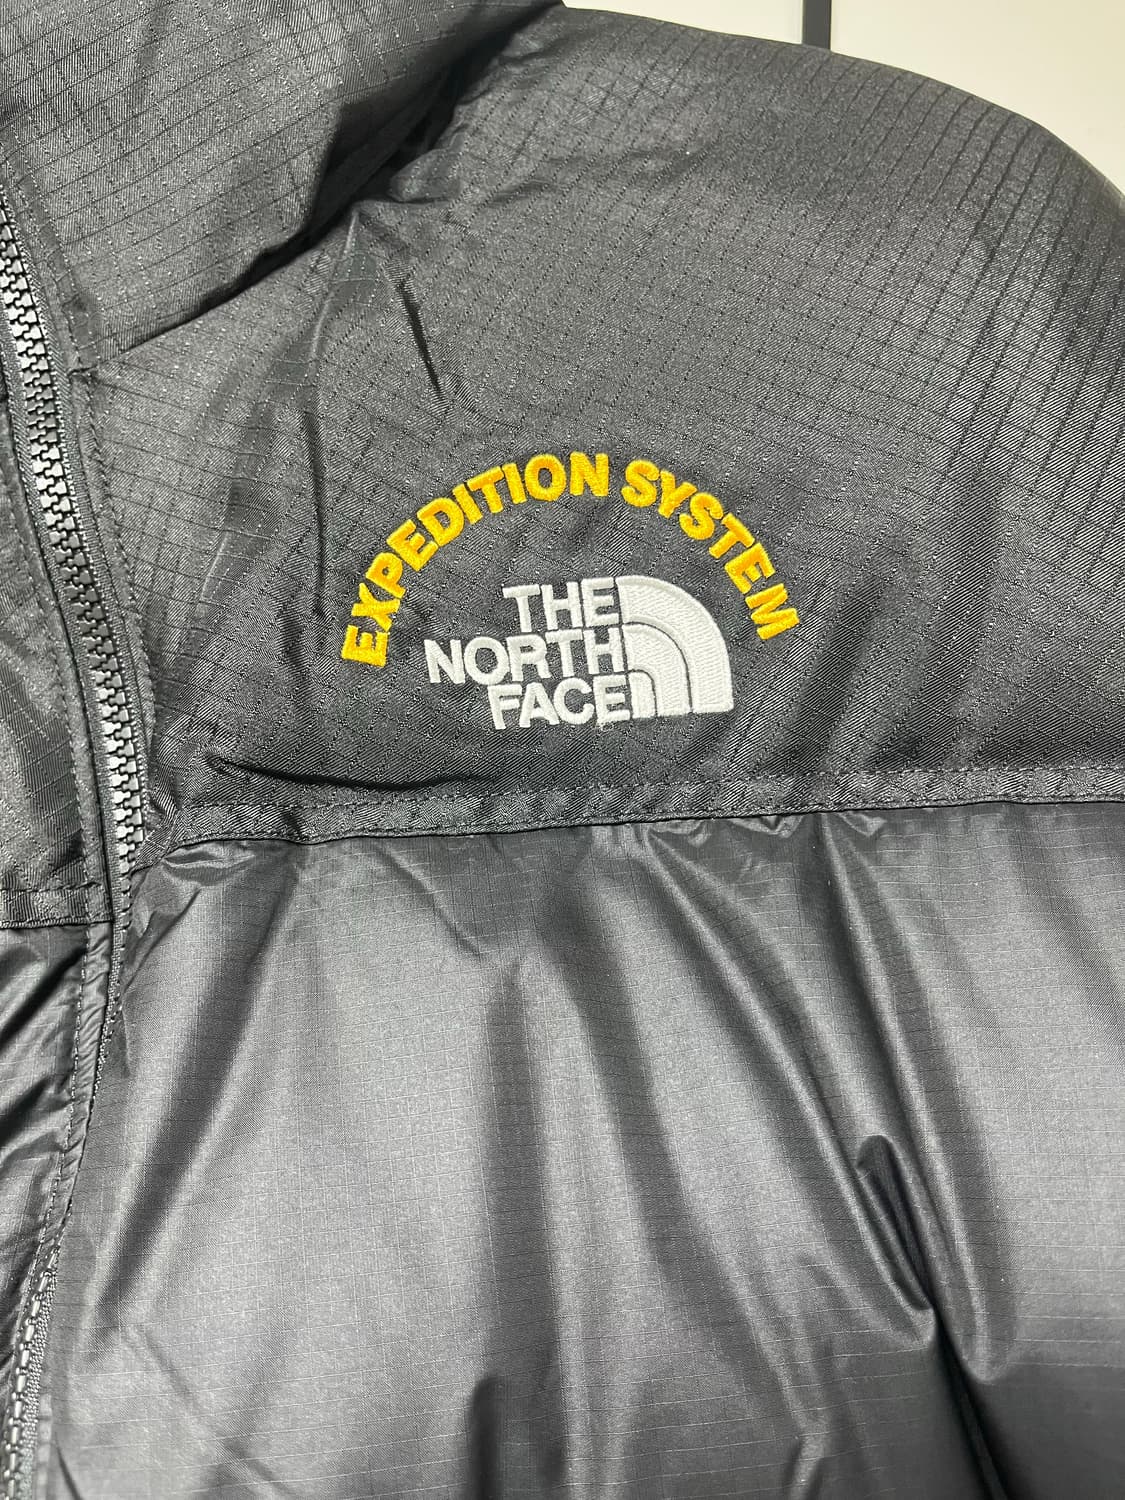 EXPEDITION SYSTEM
THE
NORTH
FACE